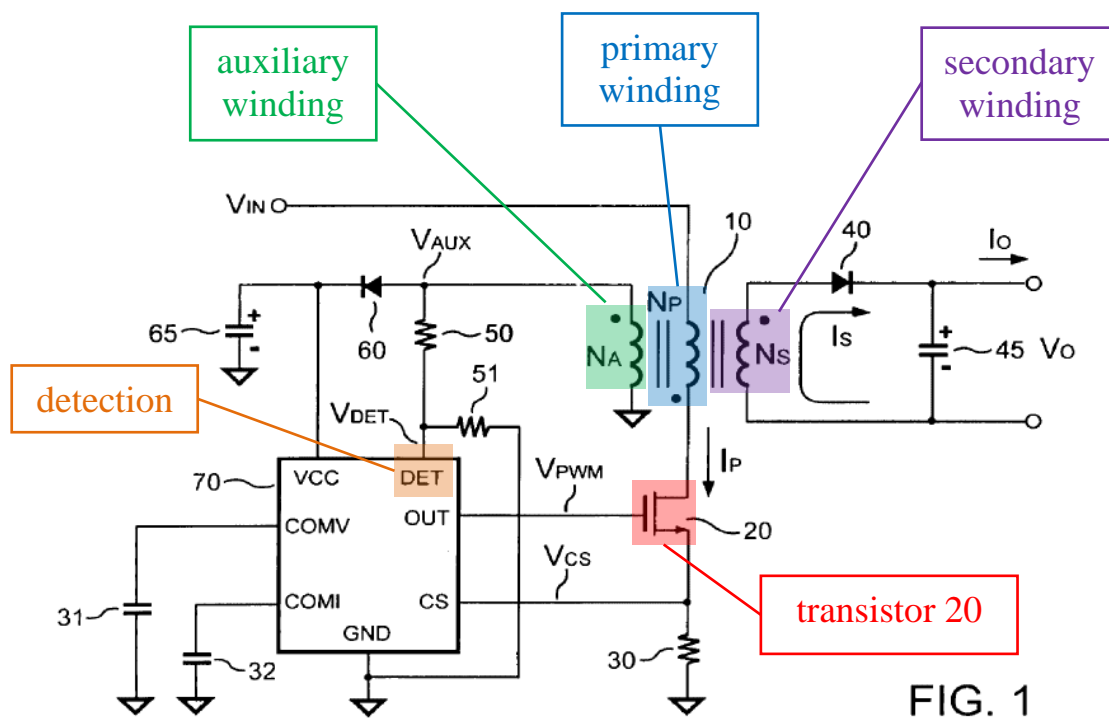 auxiliary
winding
primary
winding
secondary
winding
VIN
VAUX
10
40
IO
65
+
-
60
50
NA
NP
NS
IS
+
-
45
VO
detection
51
VDET
IP
70
VCC
DET
VPWM
OUT
20
COMV
VCS
31
COMI
CS
transistor 20
GND
32
30
FIG. 1